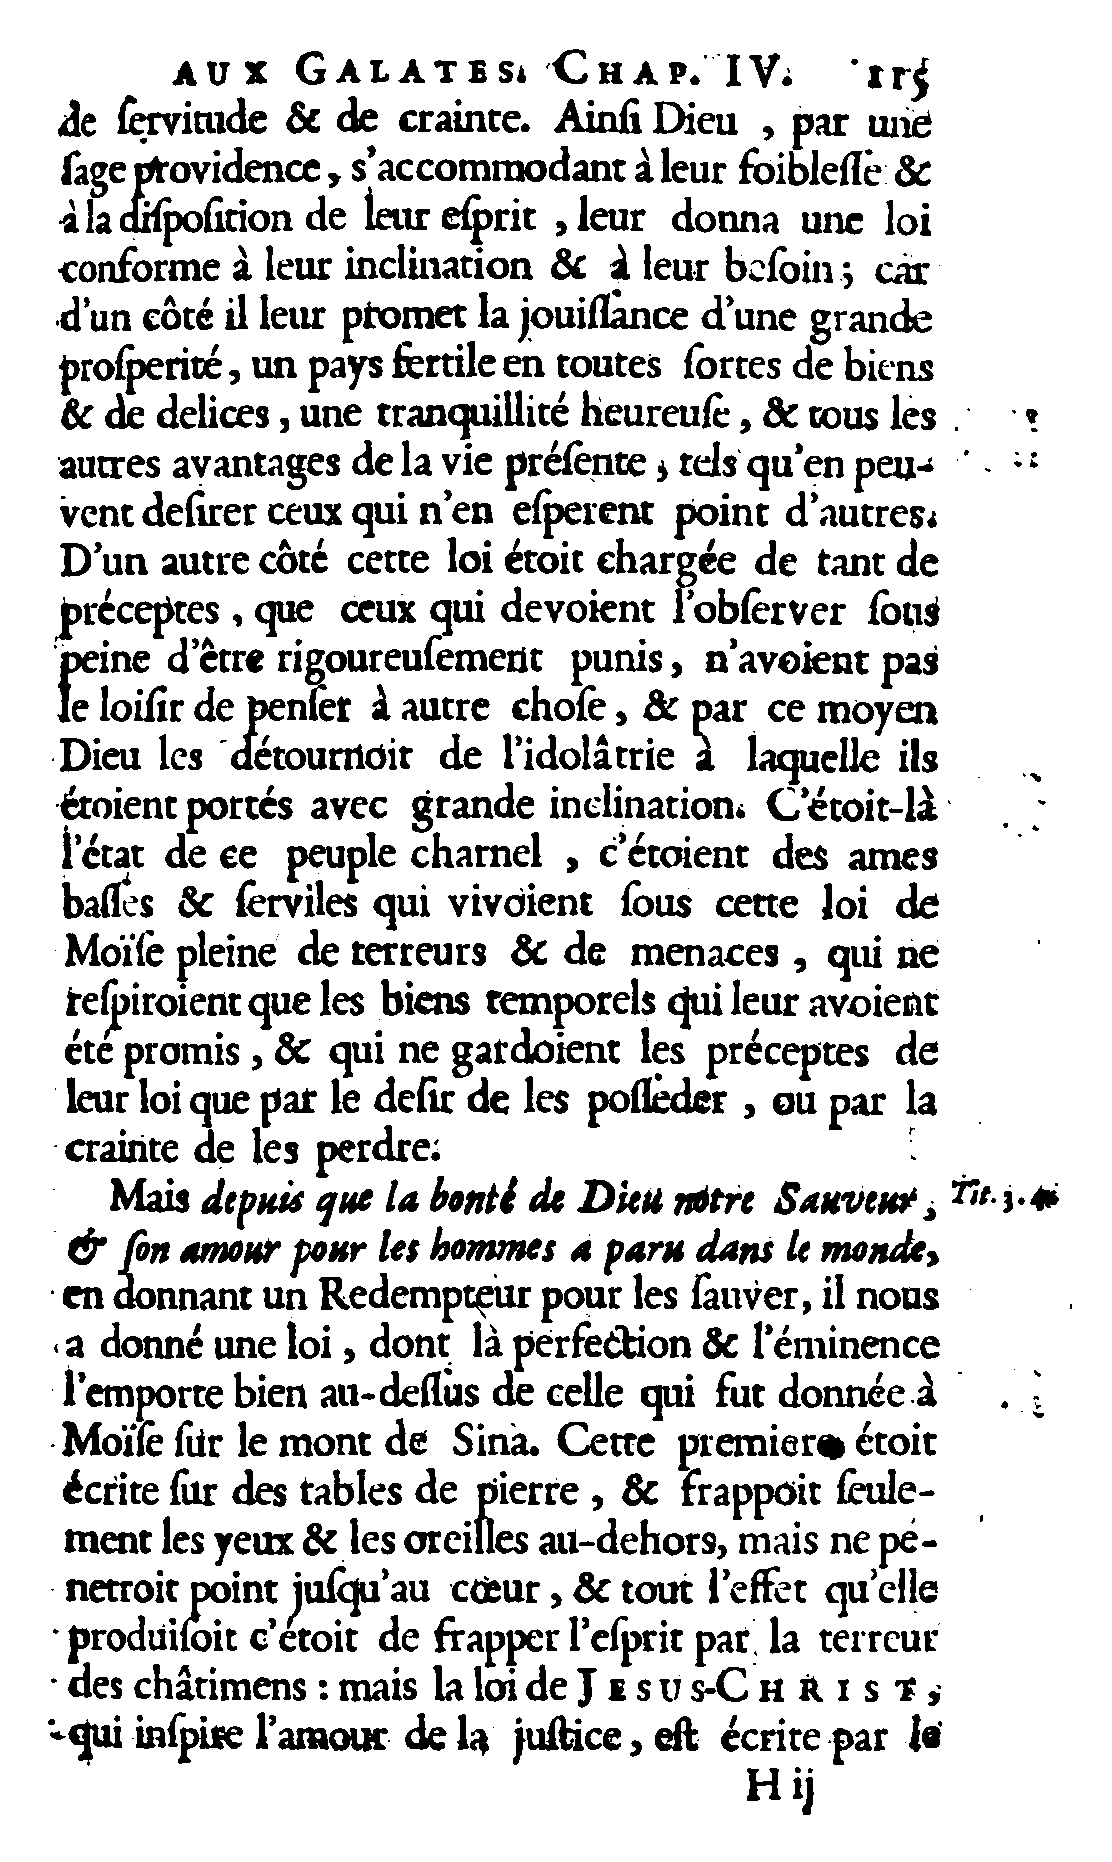 AUX GALATES. CHAP. IV. 115
de ſervitude & de crainte. Ainſi Dieu , par une
ſage providence, s'accommodant à leur foibleſſe &
à la diſpoſition de leur eſprit , leur donna une loi
conforme à leur inclination & à leur beſoin ; car
d'un côté il leur promet la jouiſſance d'une grande
proſperité, un pays fertile en toutes ſortes de biens
& de delices , une tranquillité heureuſe , & tous les
autres avantages de la vie préſente , tels qu'en peu-
vent deſirer ceux qui n'en eſperent point d'autres.
D'un autre côté cette loi étoit chargée de tant de
préceptes , que ceux qui devoient l'obſerver ſous
peine d'être rigoureuſement punis, n'avoient pas
le loiſir de penſer à autre choſe , & par ce moyen
Dieu les détournoit de l'idolâtrie à laquelle ils
étoient portés avec grande inclination. C'étoit-là
l'état de ce peuple charnel , c'étoient des ames
baſſes & ſerviles qui vivoient ſous cette loi de
Moïſe pleine de terreurs & de menaces , qui ne
reſpiroient que les biens temporels qui leur avoient
été promis , & qui ne gardoient les préceptes de
leur loi que par le deſir de les poſſeder , ou par la
crainte de les perdre.
Mais depuis que la bonté de Dieu nôtre Sauveur , Tit. 3. 4.
& ſon amour pour les hommes a paru dans le monde,
en donnant un Redempteur pour les ſauver, il nous
a donné une loi , dont la perfection & l'éminence
l'emporte bien au-deſſus de celle qui fut donnée à
Moïſe ſur le mont de Sina. Cette premiere étoit
écrite ſur des tables de pierre , & frappoit ſeule-
ment les yeux & les oreilles au-dehors, mais ne pé-
netroit point juſqu'au cœur , & tout l'effet qu'elle
produiſoit c'étoit de frapper l'eſprit par la terreur
des châtimens : mais la loi de JESUS-CHRIST,
qui inſpire l'amour de la juſtice , eſt écrite par le
H ij